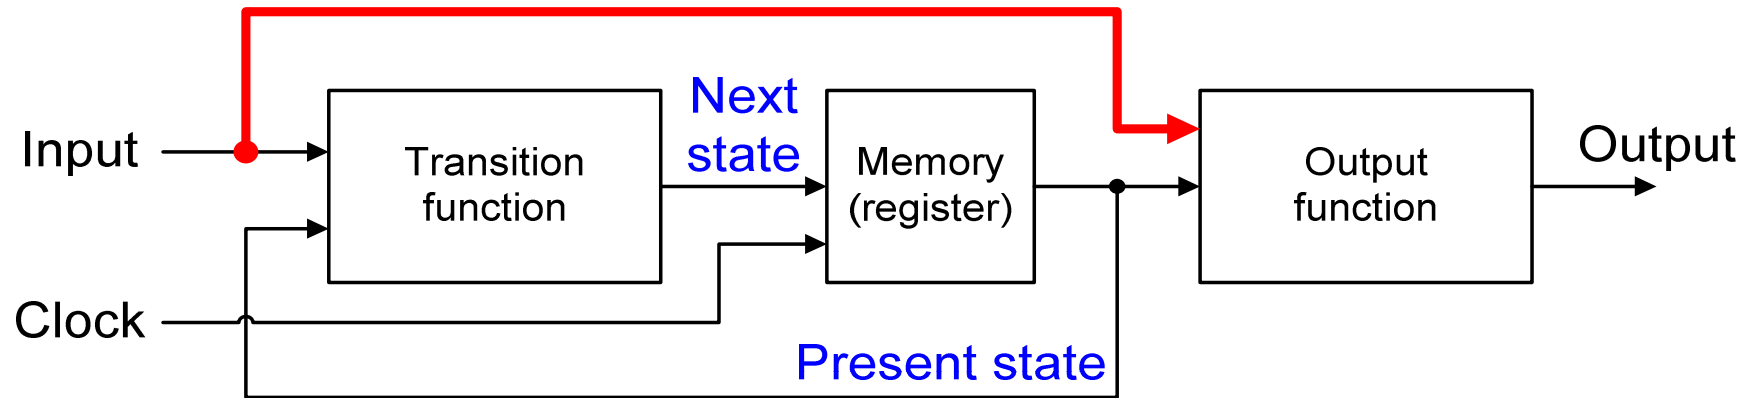 Input
Clock
Transition
function
Next
state
Memory
(register)
Present state
Output
function
Output